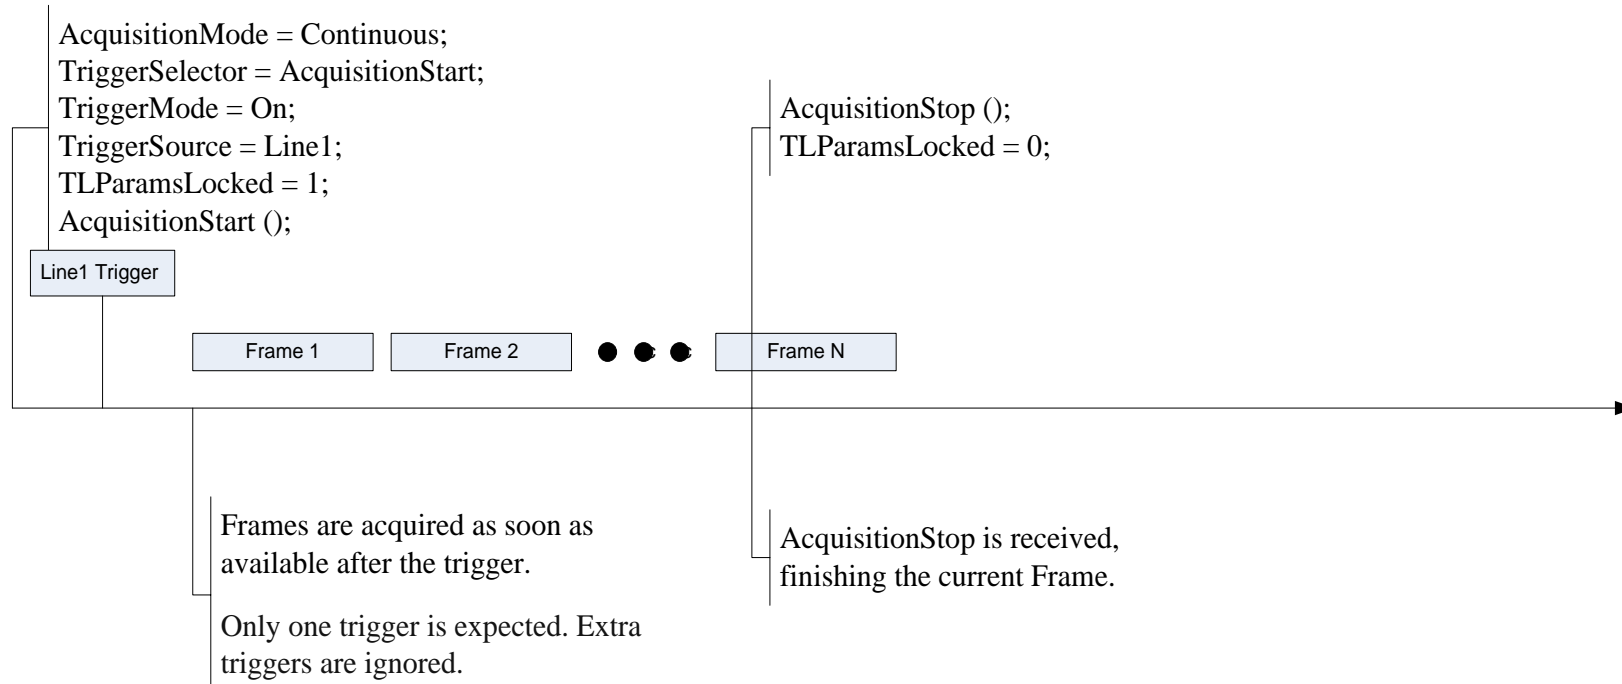 AcquisitionMode = Continuous;
TriggerSelector = AcquisitionStart;
TriggerMode = On;
TriggerSource = Line1;
TLParamsLocked = 1;
AcquisitionStart ();
AcquisitionStop ();
TLParamsLocked = 0;
Line1 Trigger
Frame 1
Frame 2
Frame N
Frames are acquired as soon as
available after the trigger.
Only one trigger is expected. Extra
triggers are ignored.
AcquisitionStop is received,
finishing the current Frame.